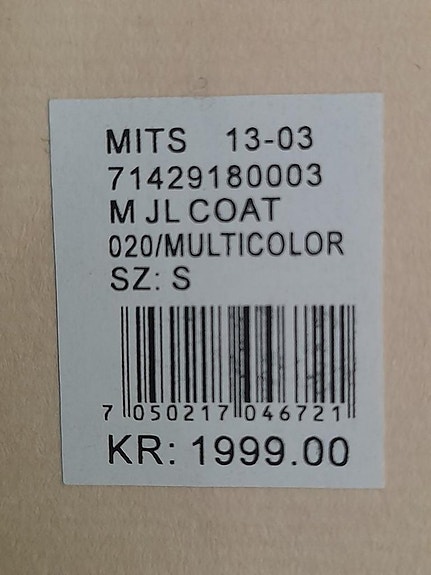 MITS 13-03
71429180003
M JL COAT
020/MULTICOLOR
SZ: S
7 050217 046721
KR: 1999.00